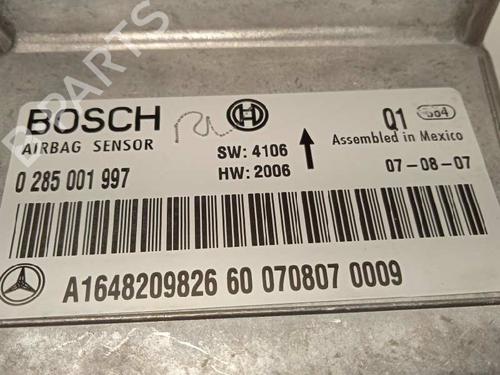 B-PARTS
BOSCH
AIRBAG SENSOR
0 285 001 997
SW: 4106
HW: 2006
Q1
Assembled in Mexico
07-08-07
A1648209826 60 070807 0009